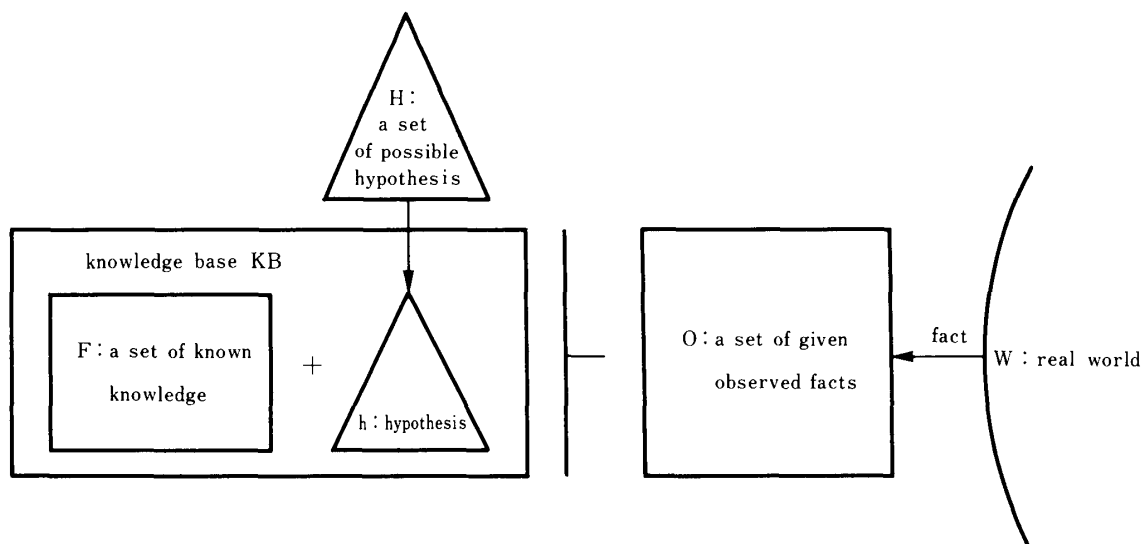 H:
a set
of possible
hypothesis
knowledge base KB
F: a set of known
knowledge
+
h: hypothesis
O: a set of given
observed facts
fact
W: real world